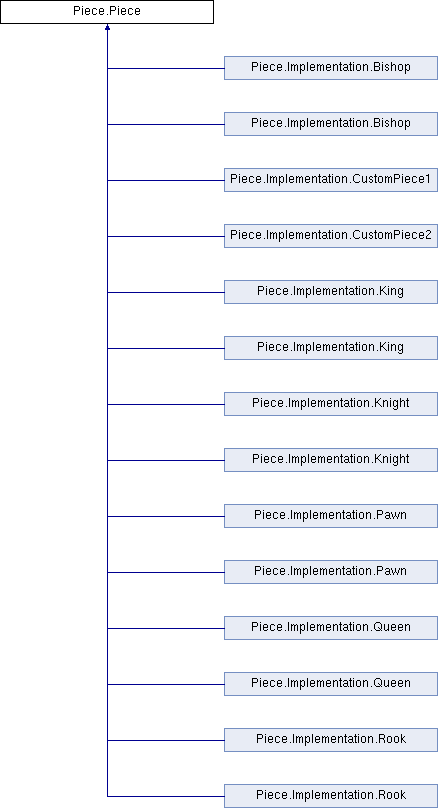 Piece.Piece
Piece.Implementation.Bishop
Piece.Implementation.Bishop
Piece.Implementation.CustomPiece1
Piece.Implementation.CustomPiece2
Piece.Implementation.King
Piece.Implementation.King
Piece.Implementation.Knight
Piece.Implementation.Knight
Piece.Implementation.Pawn
Piece.Implementation.Pawn
Piece.Implementation.Queen
Piece.Implementation.Queen
Piece.Implementation.Rook
Piece.Implementation.Rook